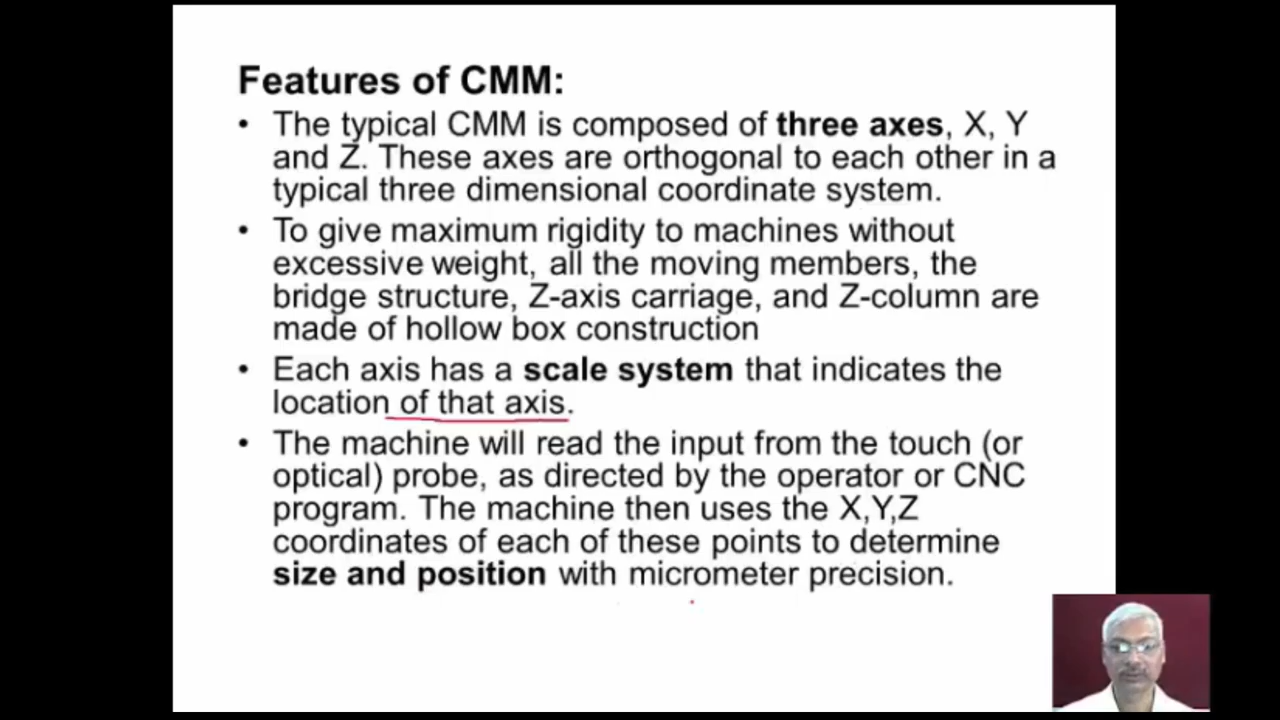 Features of CMM:
• The typical CMM is composed of three axes, X, Y
and Z. These axes are orthogonal to each other in a
typical three dimensional coordinate system.
• To give maximum rigidity to machines without
excessive weight, all the moving members, the
bridge structure, Z-axis carriage, and Z-column are
made of hollow box construction
• Each axis has a scale system that indicates the
location of that axis.
• The machine will read the input from the touch (or
optical) probe, as directed by the operator or CNC
program. The machine then uses the X,Y,Z
coordinates of each of these points to determine
size and position with micrometer precision.